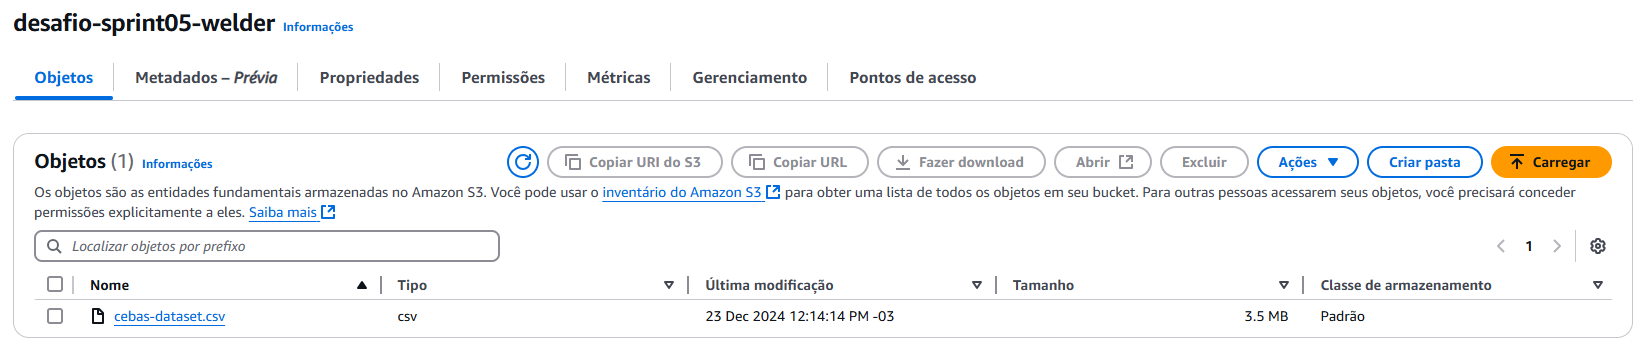 desafio-sprint05-welder Informações
Objetos Metadados – Prévia Propriedades Permissões Métricas Gerenciamento Pontos de acesso
Objetos (1) Informações Copiar URI do S3 Copiar URL Fazer download Abrir Excluir Ações Criar pasta Carregar
Os objetos são as entidades fundamentais armazenadas no Amazon S3. Você pode usar o inventário do Amazon S3 para obter uma lista de todos os objetos em seu bucket. Para outras pessoas acessarem seus objetos, você precisará conceder
permissões explicitamente a eles. Saiba mais
Localizar objetos por prefixo 1
Nome Tipo Última modificação Tamanho Classe de armazenamento
cebas-dataset.csv csv 23 Dec 2024 12:14:14 PM -03 3.5 MB Padrão